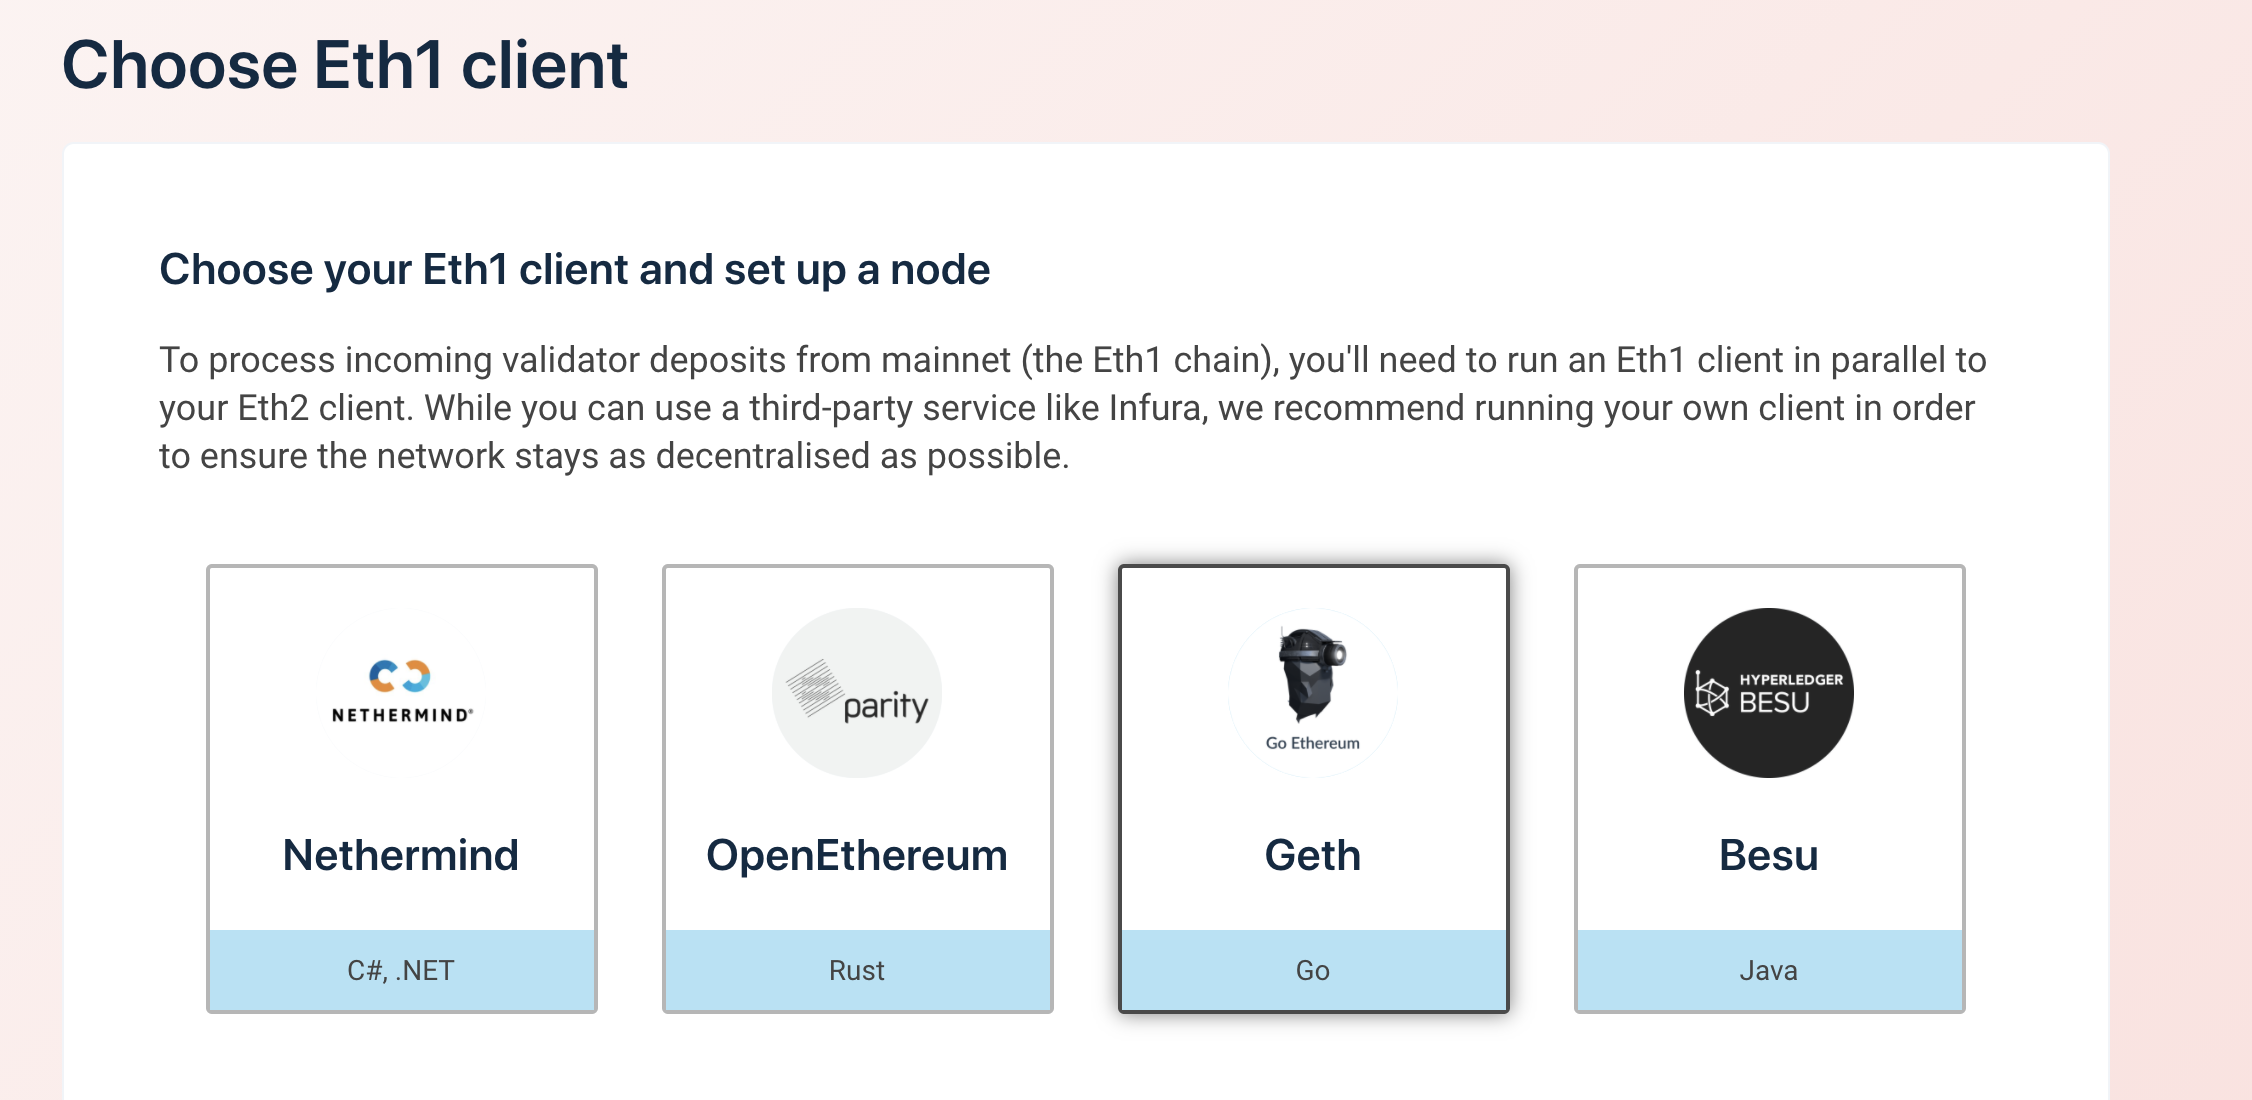 Choose Eth1 client
Choose your Eth1 client and set up a node
To process incoming validator deposits from mainnet (the Eth1 chain), you'll need to run an Eth1 client in parallel to
your Eth2 client. While you can use a third-party service like Infura, we recommend running your own client in order
to ensure the network stays as decentralised as possible.
NETHERMIND®
Nethermind
C#, .NET
parity
OpenEthereum
Rust
Go Ethereum
Geth
Go
HYPERLEDGER
BESU
Besu
Java